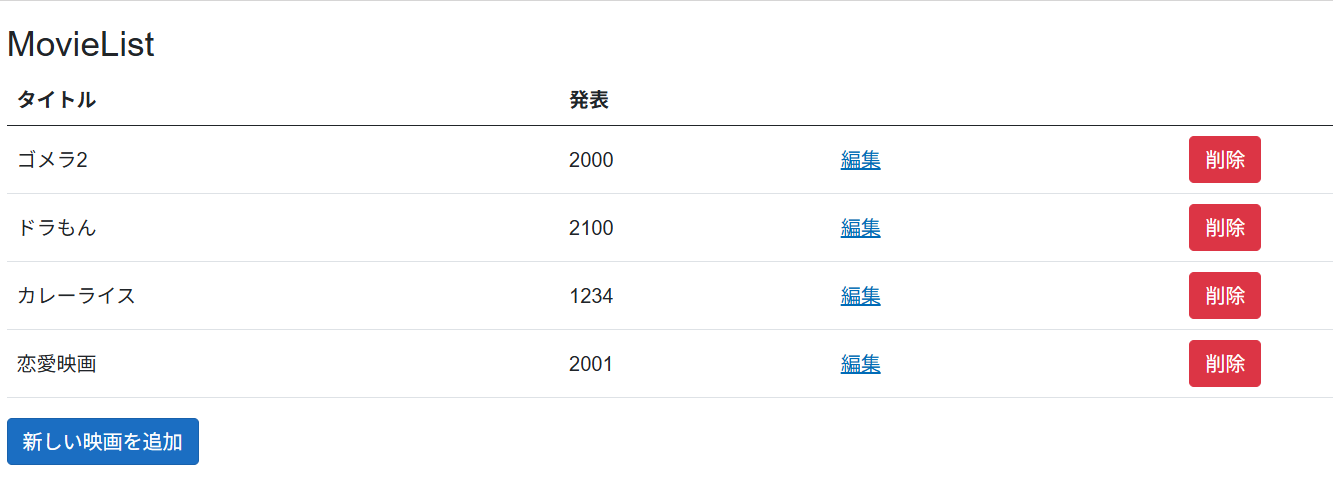 MovieList
タイトル 発表
ゴメラ2 2000 編集 削除
ドラもん 2100 編集 削除
カレーライス 1234 編集 削除
恋愛映画 2001 編集 削除
新しい映画を追加